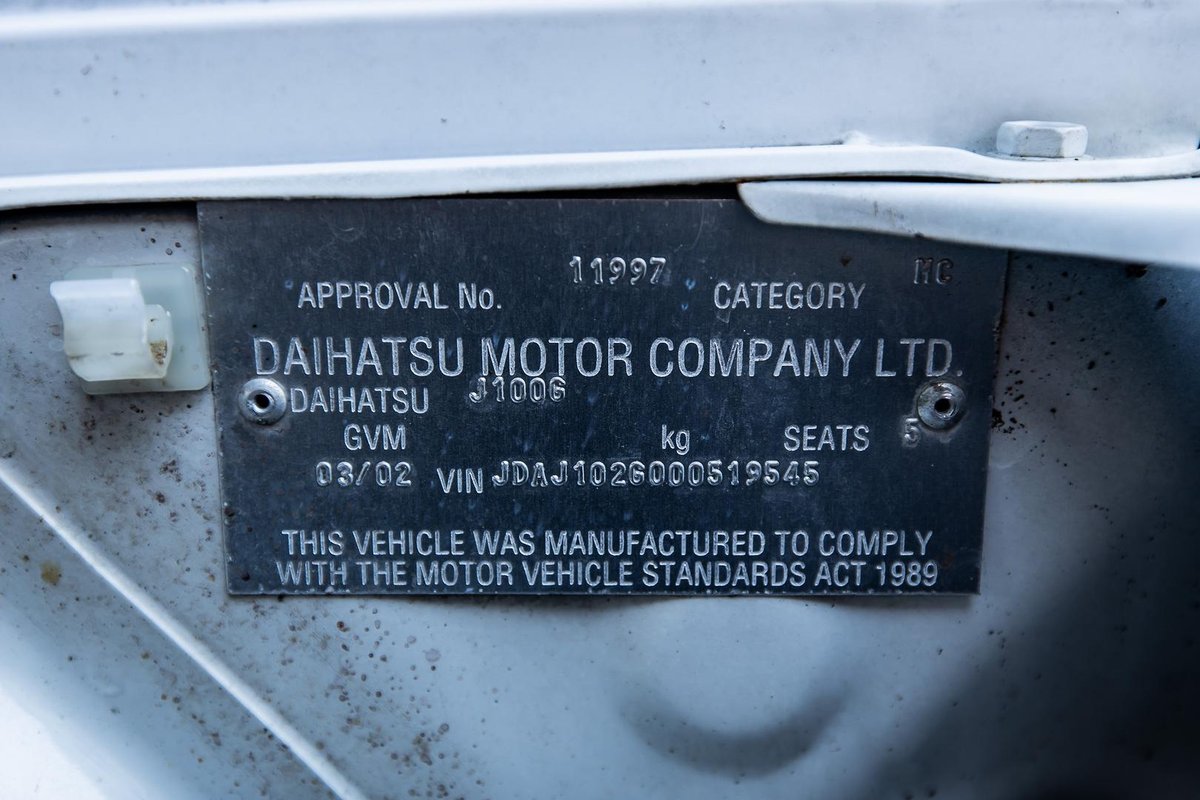 APPROVAL No. 11997 CATEGORY MC
DAIHATSU MOTOR COMPANY LTD.
DAIHATSU J100G
GVM kg SEATS 5
03/02 VIN JDAJ102G000519545
THIS VEHICLE WAS MANUFACTURED TO COMPLY
WITH THE MOTOR VEHICLE STANDARDS ACT 1989